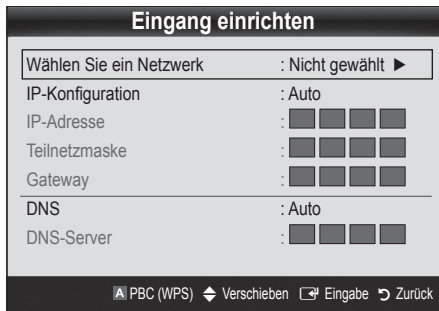 Eingang einrichten
Wählen Sie ein Netzwerk : Nicht gewählt ►
IP-Konfiguration : Auto
IP-Adresse :
Teilnetzmaske :
Gateway :
DNS : Auto
DNS-Server :
A PBC (WPS) Verschieben Eingabe Zurück